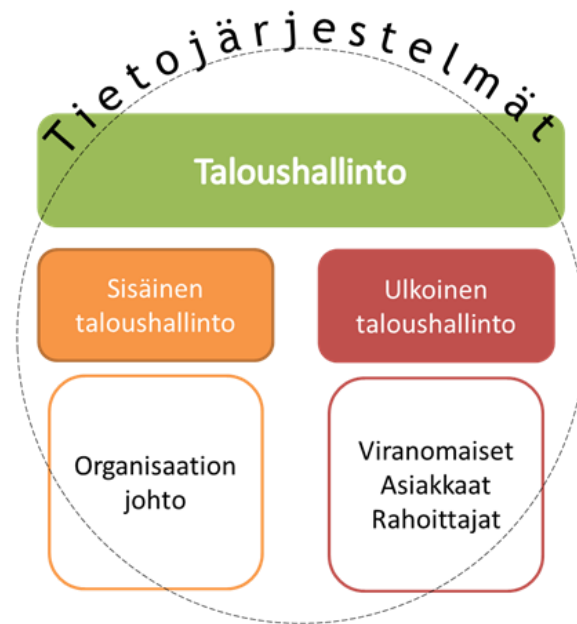 Tietojärjestelmät
Taloushallinto
Sisäinen
taloushallinto
Ulkoinen
taloushallinto
Organisaation
johto
Viranomaiset
Asiakkaat
Rahoittajat